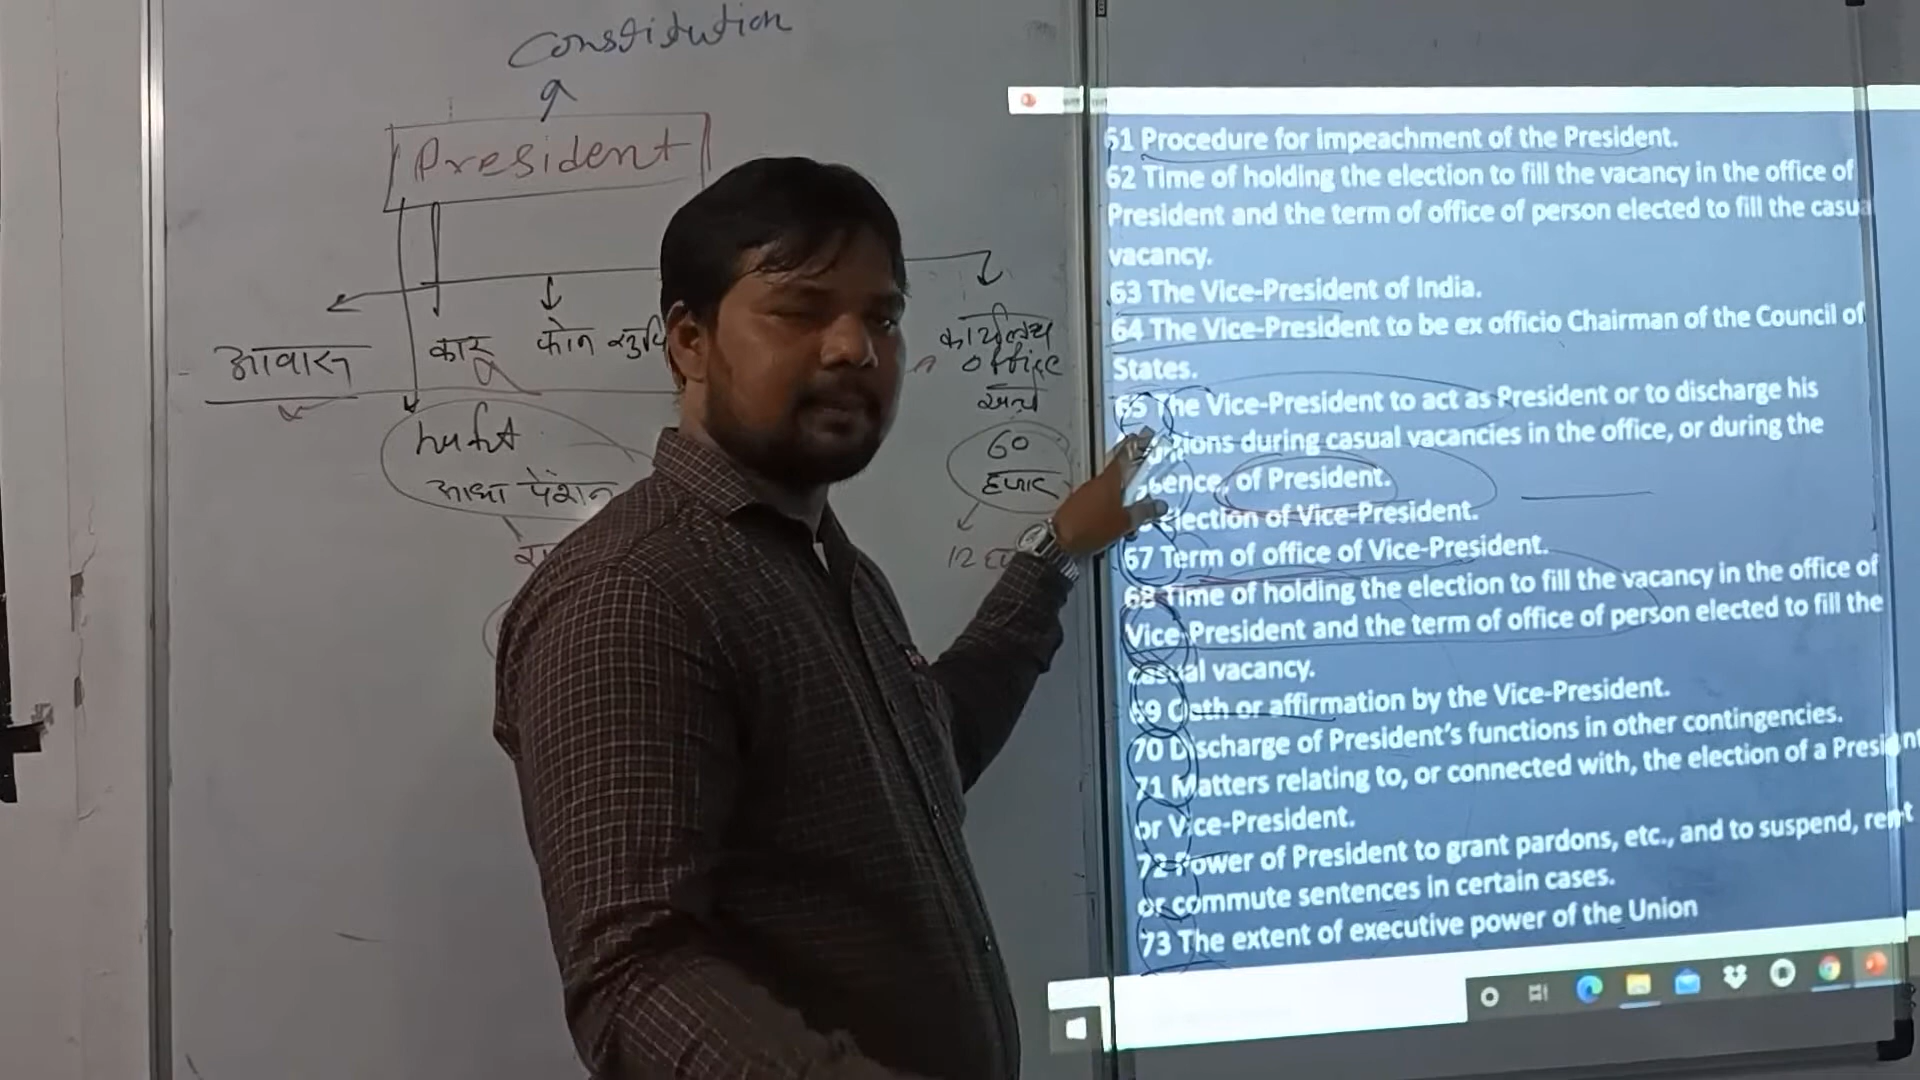 Constitution
President
आवास
कार
फोन
कार्यालय
office
अन्य
आधा पेंशन
60
हजार
12
61 Procedure for Impeachment of the President.
62 Time of holding the election to fill the vacancy in the office of
President and the term of office of person elected to fill the casua
vacancy.
63 The Vice-President of India.
64 The Vice-President to be ex officio Chairman of the Council of
States.
65 The Vice-President to act as President or to discharge his
during casual vacancies in the office, or during the
of President.
Election of Vice-President.
67 Term of office of Vice-President.
68 Time of holding the election to fill the vacancy in the office of
Vice-President and the term of office of person elected to fill the
casual vacancy.
69 Oath or affirmation by the Vice-President.
70 Discharge of President's functions in other contingencies.
71 Matters relating to, or connected with, the election of a President
or Vice-President.
72 Power of President to grant pardons, etc., and to suspend, remit
or commute sentences in certain cases.
73 The extent of executive power of the Union